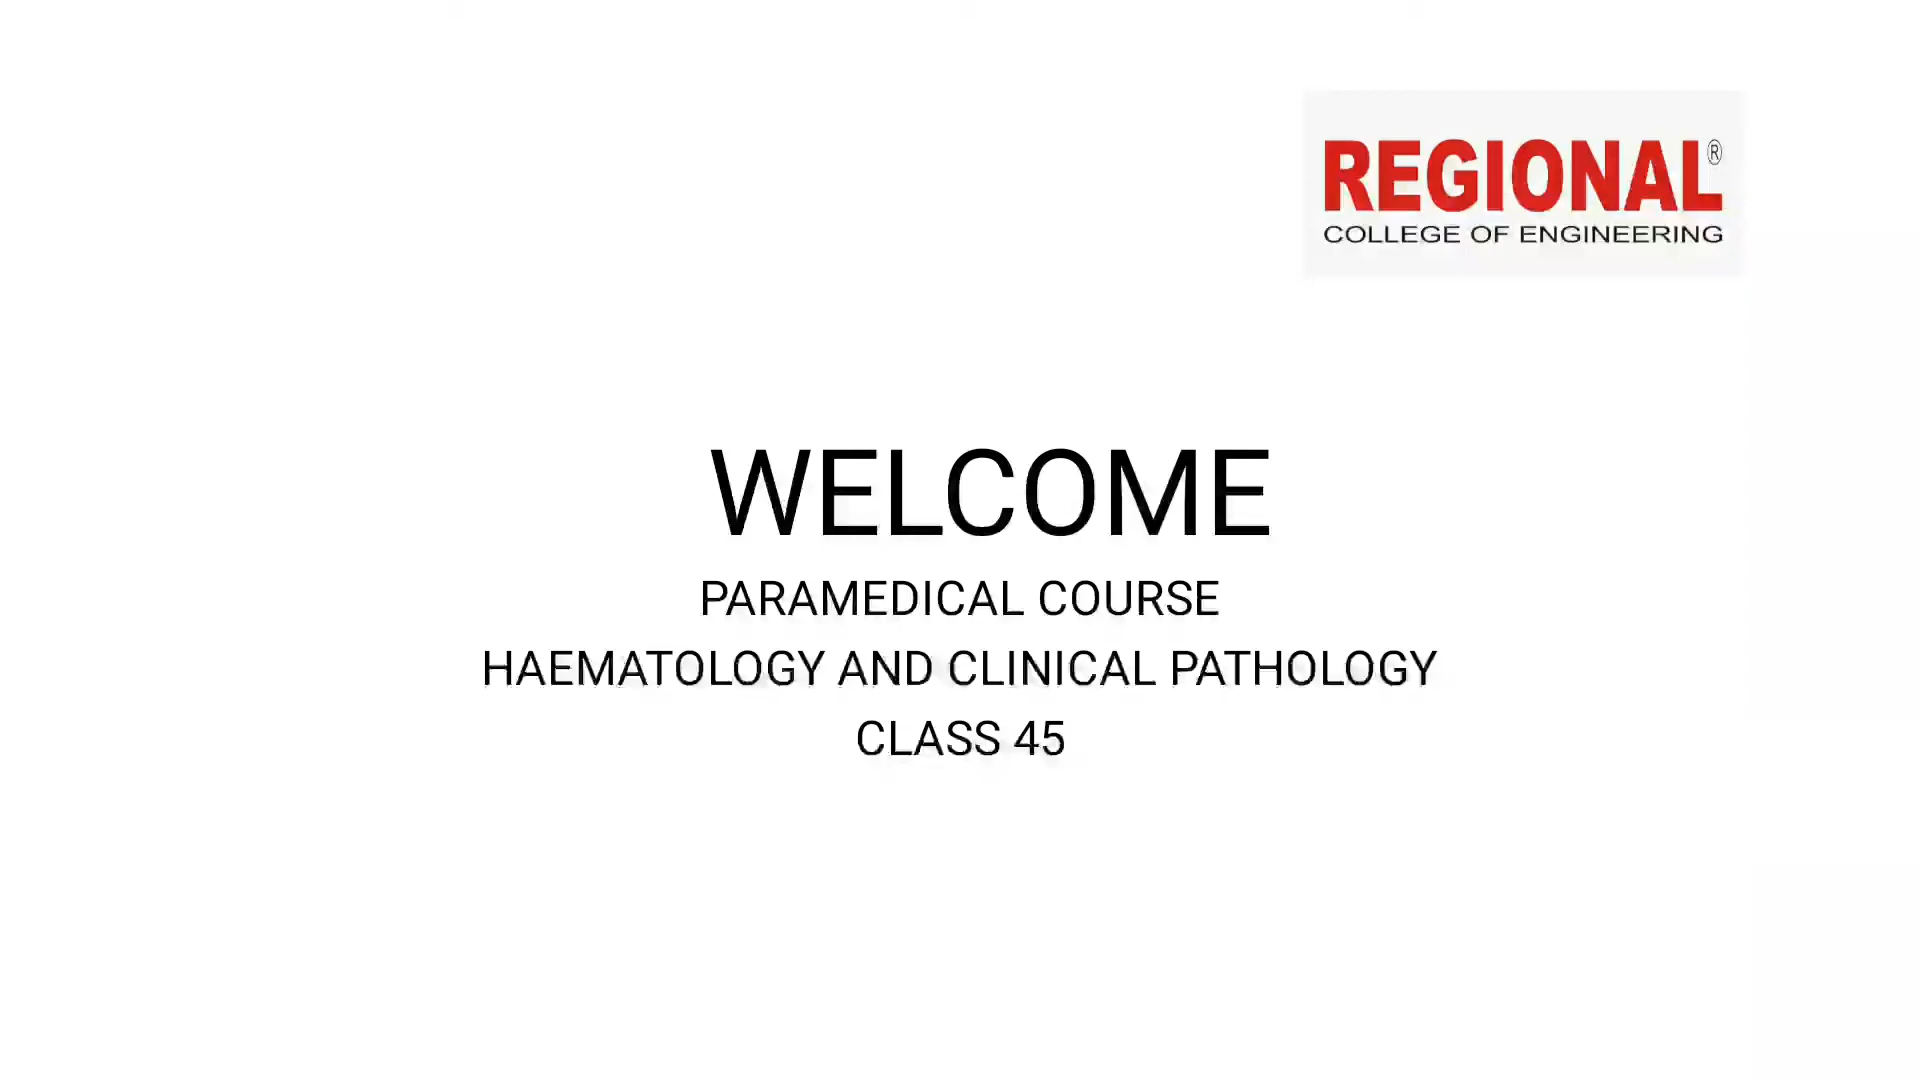 REGIONAL®
COLLEGE OF ENGINEERING
WELCOME
PARAMEDICAL COURSE
HAEMATOLOGY AND CLINICAL PATHOLOGY
CLASS 45